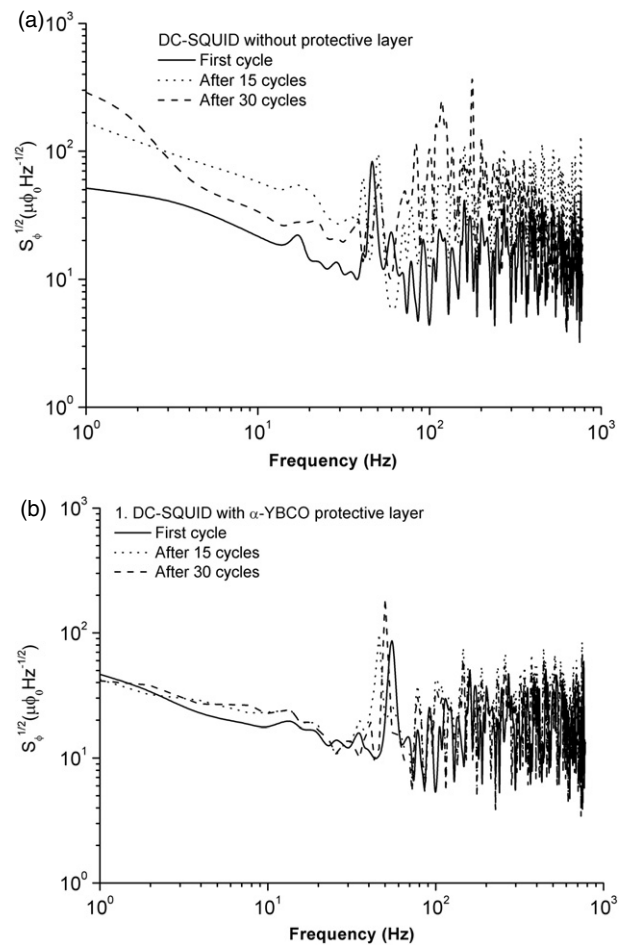 (a)
DC-SQUID without protective layer
First cycle
After 15 cycles
After 30 cycles
10³
10²
10¹
10⁰
S_ϕ^1/2(μϕ₀Hz^-1/2)
10⁰ 10¹ 10² 10³
Frequency (Hz)
(b)
1. DC-SQUID with α-YBCO protective layer
First cycle
After 15 cycles
After 30 cycles
10³
10²
10¹
10⁰
S_ϕ^1/2(μϕ₀Hz^-1/2)
10⁰ 10¹ 10² 10³
Frequency (Hz)